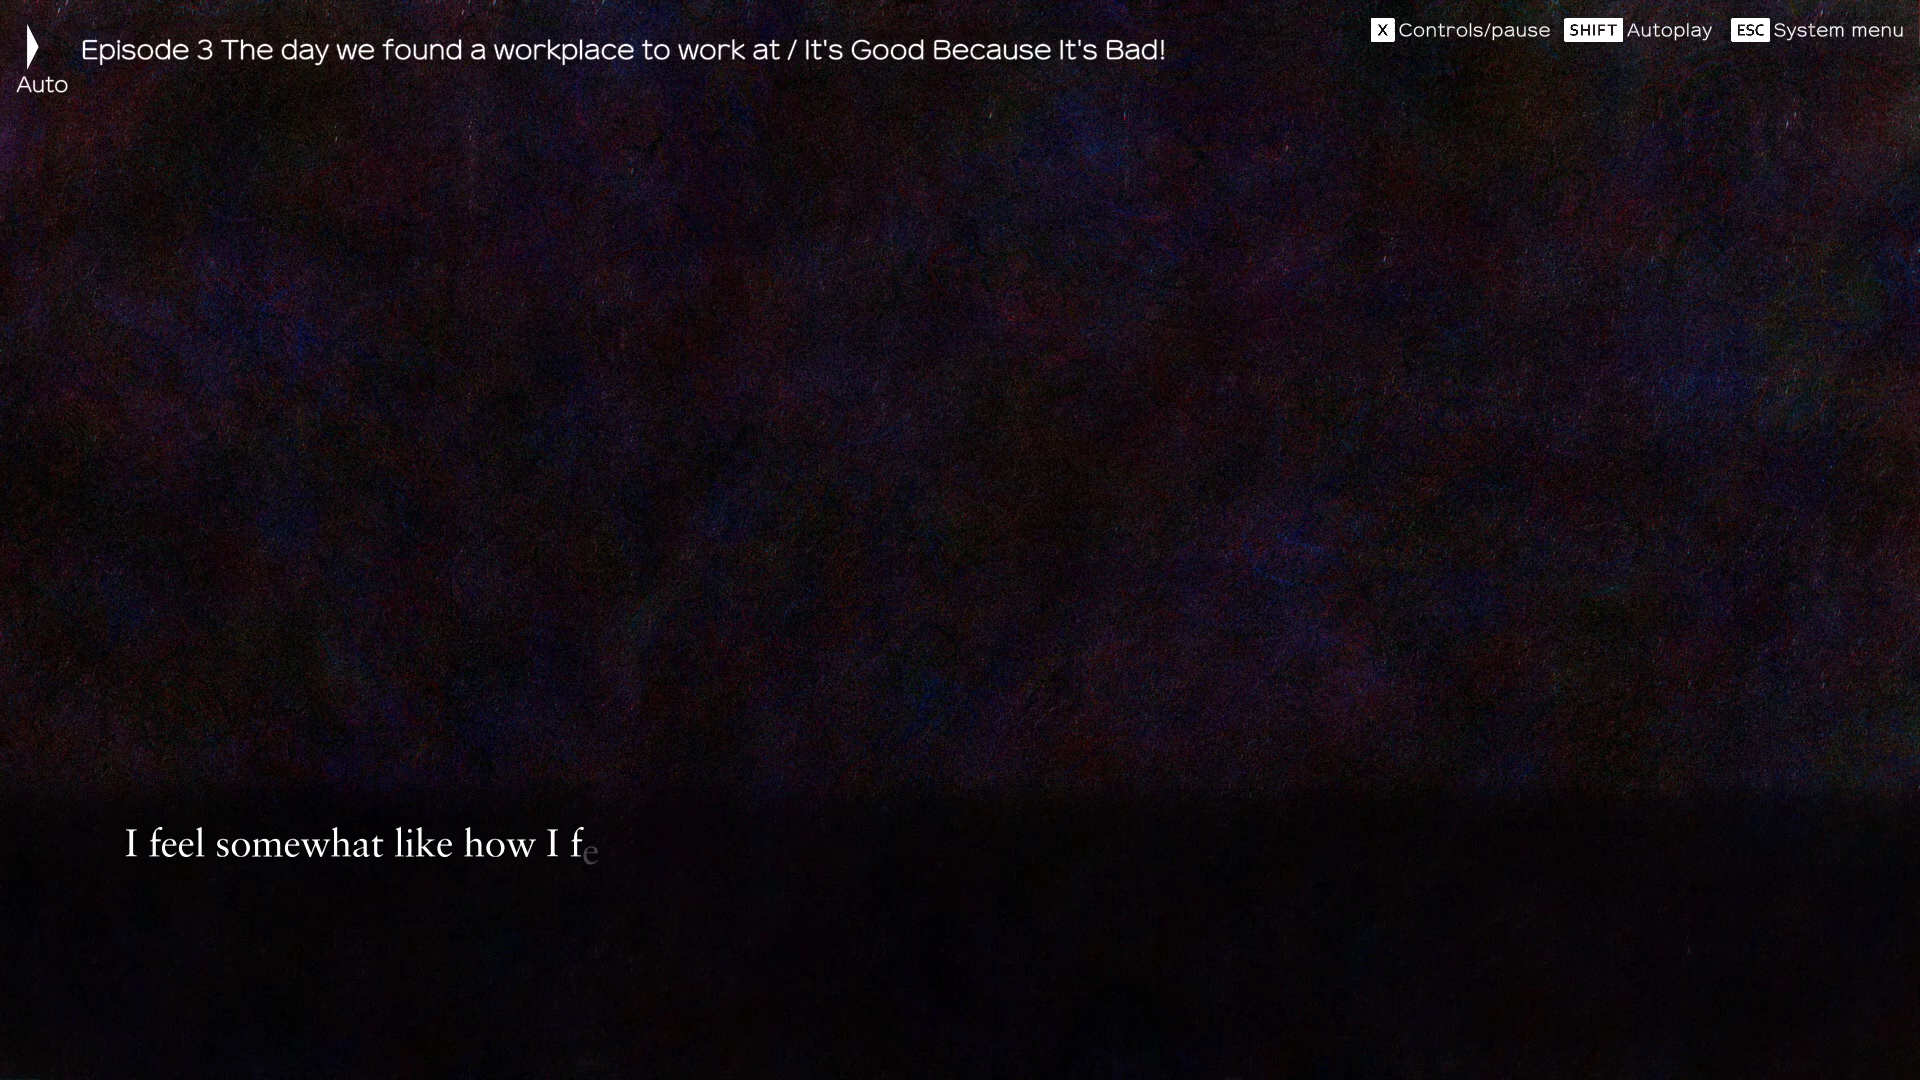 Episode 3 The day we found a workplace to work at / It's Good Because It's Bad!
Auto
X Controls/pause SHIFT Autoplay ESC System menu
I feel somewhat like how I fe